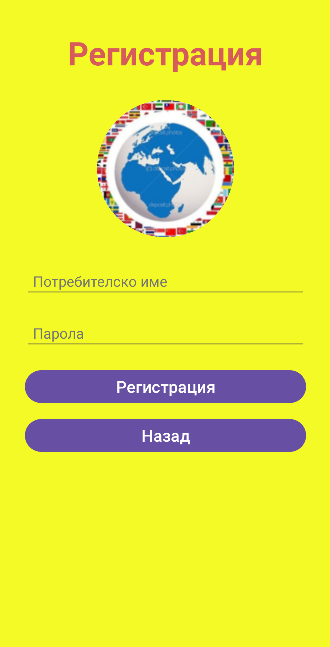 Регистрация
Потребителско име
Парола
Регистрация
Назад